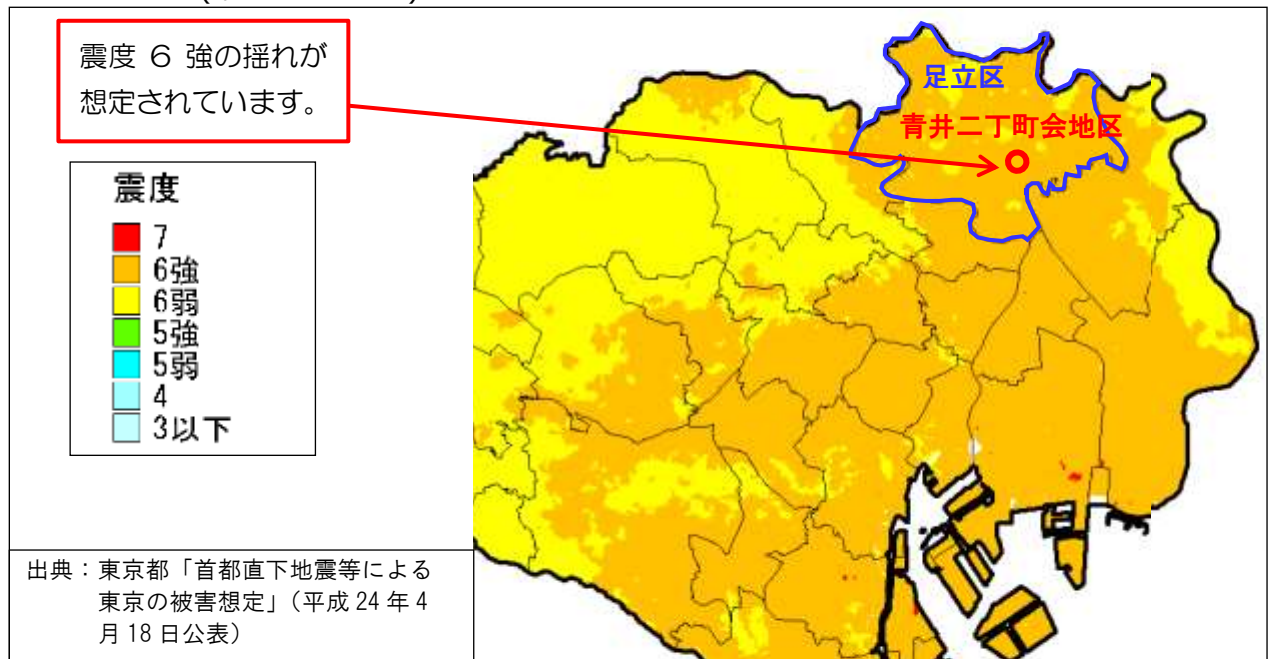 震度 6 強の揺れが
想定されています。
足立区
青井二丁町会地区
震度
7
6強
6弱
5強
5弱
4
3以下
出典：東京都「首都直下地震等による
東京の被害想定」（平成 24 年 4
月 18 日公表）